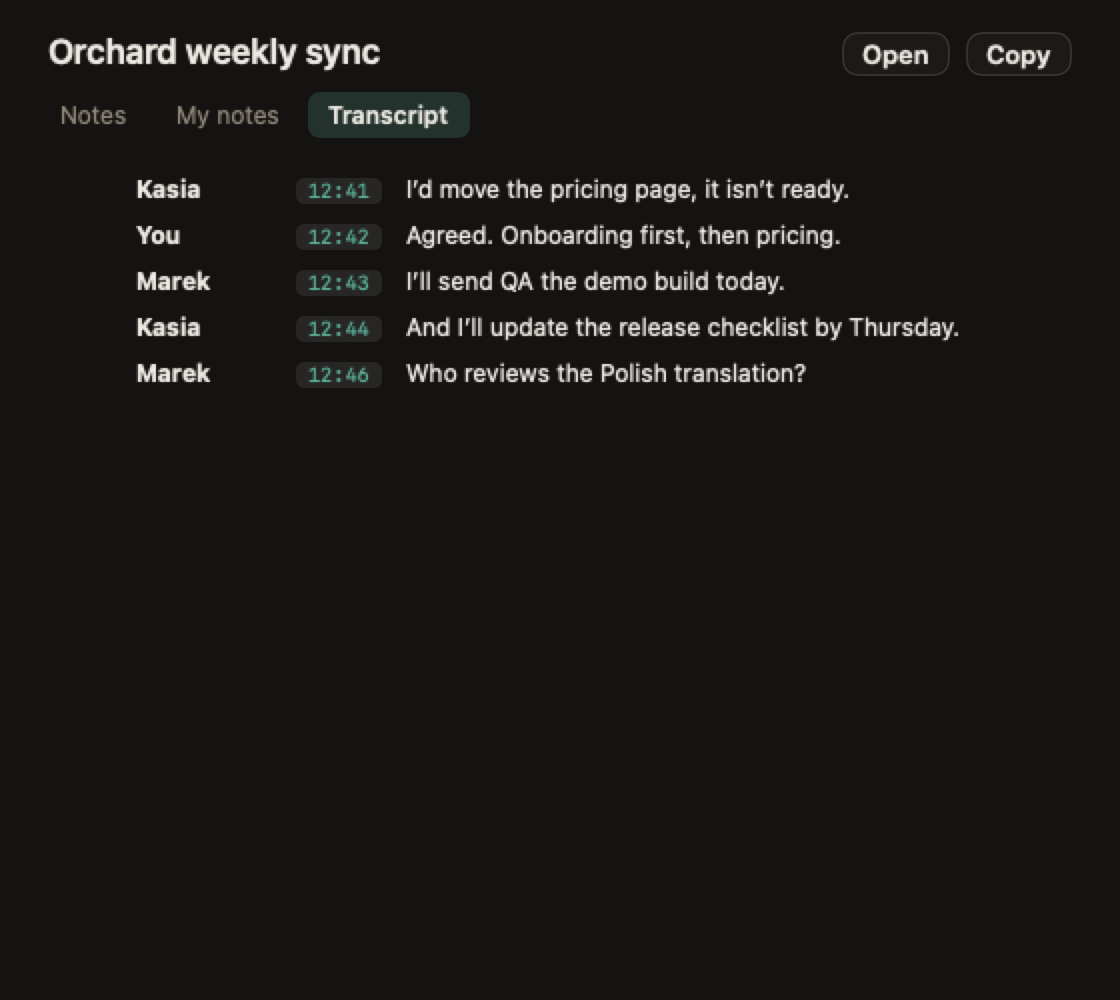 Orchard weekly sync
Open Copy
Notes My notes Transcript
Kasia 12:41 I’d move the pricing page, it isn’t ready.
You 12:42 Agreed. Onboarding first, then pricing.
Marek 12:43 I’ll send QA the demo build today.
Kasia 12:44 And I’ll update the release checklist by Thursday.
Marek 12:46 Who reviews the Polish translation?